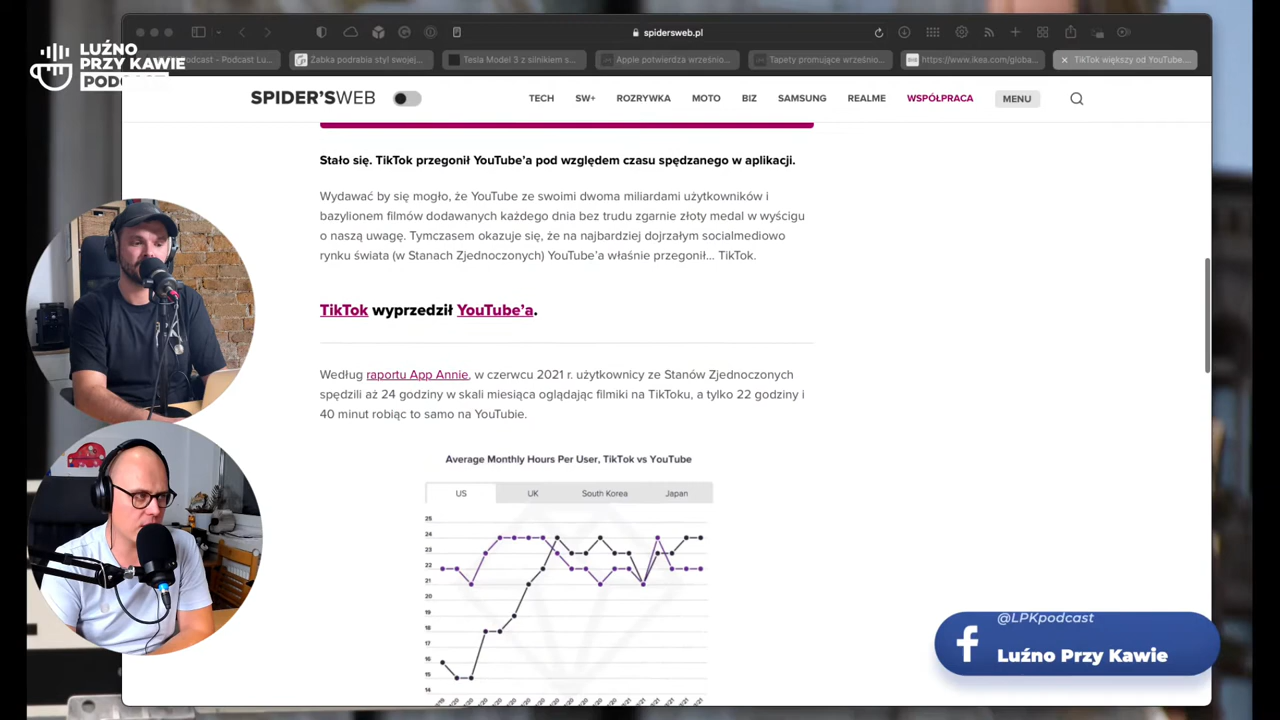 LUŹNO
PRZY KAWIE
PODCAST
spidersweb.pl
Podcast - Podcast Lu...
Żabka podrabia styl swojej...
Tesla Model 3 z silnikiem s...
Apple potwierdza wrześnio...
Tapety promujące wrześnio...
https://www.ikea.com/globa...
TikTok większy od YouTube...
SPIDER'SWEB
TECH
SW+
ROZRYWKA
MOTO
BIZ
SAMSUNG
REALME
WSPÓŁPRACA
MENU
Stało się. TikTok przegonił YouTube'a pod względem czasu spędzanego w aplikacji.
Wydawać by się mogło, że YouTube ze swoimi dwoma miliardami użytkowników i
bazylionem filmów dodawanych każdego dnia bez trudu zgarnie złoty medal w wyścigu
o naszą uwagę. Tymczasem okazuje się, że na najbardziej dojrzałym socialmediowo
rynku świata (w Stanach Zjednoczonych) YouTube'a właśnie przegonił... TikTok.
TikTok wyprzedził YouTube'a.
Według raportu App Annie, w czerwcu 2021 r. użytkownicy ze Stanów Zjednoczonych
spędzili aż 24 godziny w skali miesiąca oglądając filmiki na TikToku, a tylko 22 godziny i
40 minut robiąc to samo na YouTubie.
Average Monthly Hours Per User, TikTok vs YouTube
US
UK
South Korea
Japan
25
24
23
22
21
20
19
18
17
16
15
14
@LPKpodcast
Luźno Przy Kawie